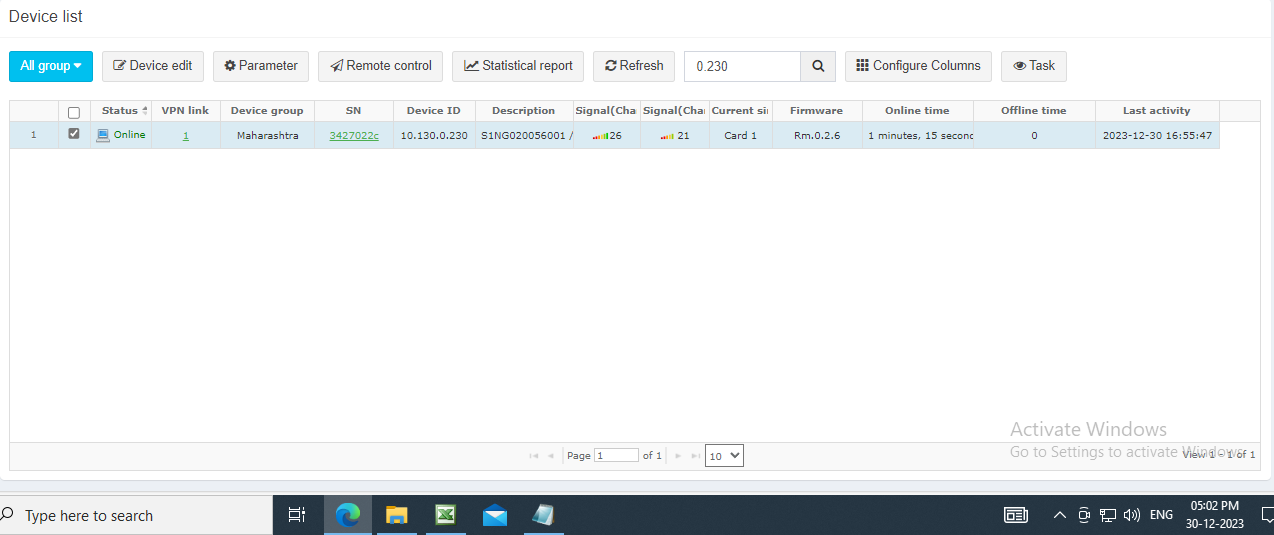 Device list
All group Device edit Parameter Remote control Statistical report Refresh 0.230 Configure Columns Task
Status VPN link Device group SN Device ID Description Signal(Cha Signal(Cha Current si Firmware Online time Offline time Last activity
1 Online 1 Maharashtra 3427022c 10.130.0.230 S1NG020056001 / 26 21 Card 1 Rm.0.2.6 1 minutes, 15 second 0 2023-12-30 16:55:47
Activate Windows
Go to Settings to activate Windows.
Page 1 of 1 10 View 1 - 1 of 1
Type here to search ENG 05:02 PM
30-12-2023